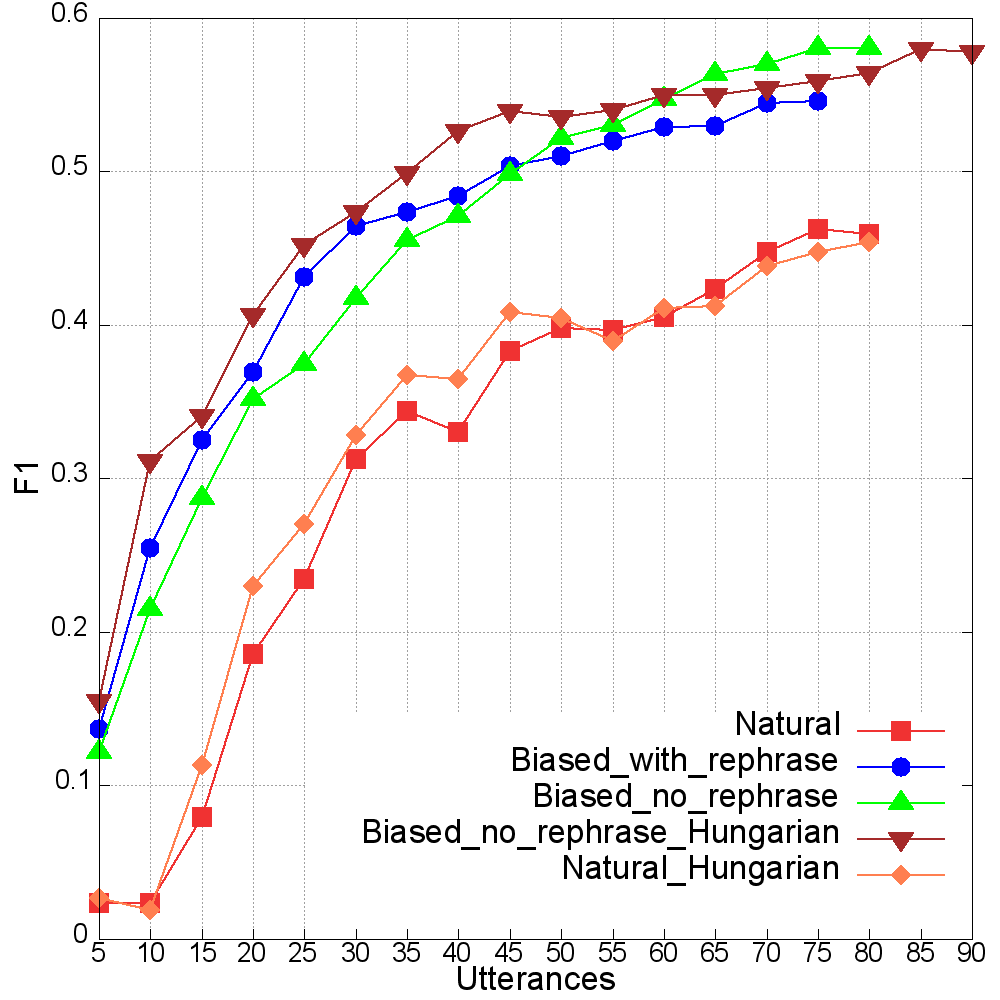 0.6
0.5
0.4
0.3
0.2
0.1
0
F1
5 10 15 20 25 30 35 40 45 50 55 60 65 70 75 80 85 90
Utterances
Natural
Biased_with_rephrase
Biased_no_rephrase
Biased_no_rephrase_Hungarian
Natural_Hungarian